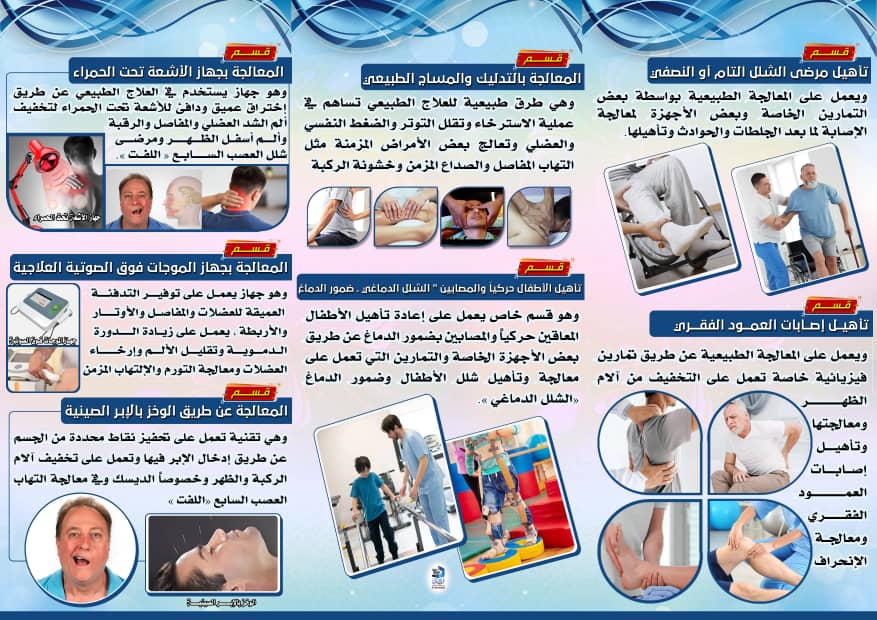 قسم
تأهيل مرضى الشلل التام أو النصفي
ويعمل على المعالجة الطبيعية بواسطة بعض
التمارين الخاصة وبعض الأجهزة لمعالجة
الإصابة لما بعد الجلطات والحوادث وتأهيلها.
قسم
تأهيل إصابات العمود الفقري
ويعمل على المعالجة الطبيعية عن طريق تمارين
فيزيائية خاصة تعمل على التخفيف من آلام
الظهر
ومعالجتها
وتأهيل
إصابات
العمود
الفقري
ومعالجة
الإنحراف
قسم
المعالجة بالتدليك والمساج الطبيعي
وهي طرق طبيعية للعلاج الطبيعي تساهم في
عملية الاسترخاء وتقلل التوتر والضغط النفسي
والعضلي وتعالج بعض الأمراض المزمنة مثل
التهاب المفاصل والصداع المزمن وخشونة الركبة
قسم
تأهيل الأطفال حركياً والمصابين " الشلل الدماغي . ضمور الدماغ
وهو قسم خاص يعمل على إعادة تأهيل الأطفال
المعاقين حركياً والمصابين بضمور الدماغ عن طريق
بعض الأجهزة الخاصة والتمارين التي تعمل على
معالجة وتأهيل شلل الأطفال وضمور الدماغ
«الشلل الدماغي».
قسم
المعالجة بجهاز الأشعة تحت الحمراء
وهو جهاز يستخدم في العلاج الطبيعي عن طريق
إختراق عميق ودافئ للأشعة تحت الحمراء لتخفيف
ألم الشد العضلي والمفاصل والرقبة
وألم أسفل الظهر ومرضى
شلل العصب السابع «اللفت».
جهاز الأشعة تحت الحمراء
قسم
المعالجة بجهاز الموجات فوق الصوتية العلاجية
وهو جهاز يعمل على توفير التدفئة
العميقة للعضلات والمفاصل والأوتار
والأربطة ، يعمل على زيادة الدورة
الدموية وتقليل الألم وإرخاء
العضلات ومعالجة التورم والإلتهاب المزمن
جهاز الموجات فوق الصوتية
قسم
المعالجة عن طريق الوخز بالإبر الصينية
وهي تقنية تعمل على تحفيز نقاط محددة من الجسم
عن طريق إدخال الإبر فيها وتعمل على تخفيف آلام
الركبة والظهر وخصوصاً الديسك وفي معالجة التهاب
العصب السابع «اللفت»
الوخز بالإبر الصينية